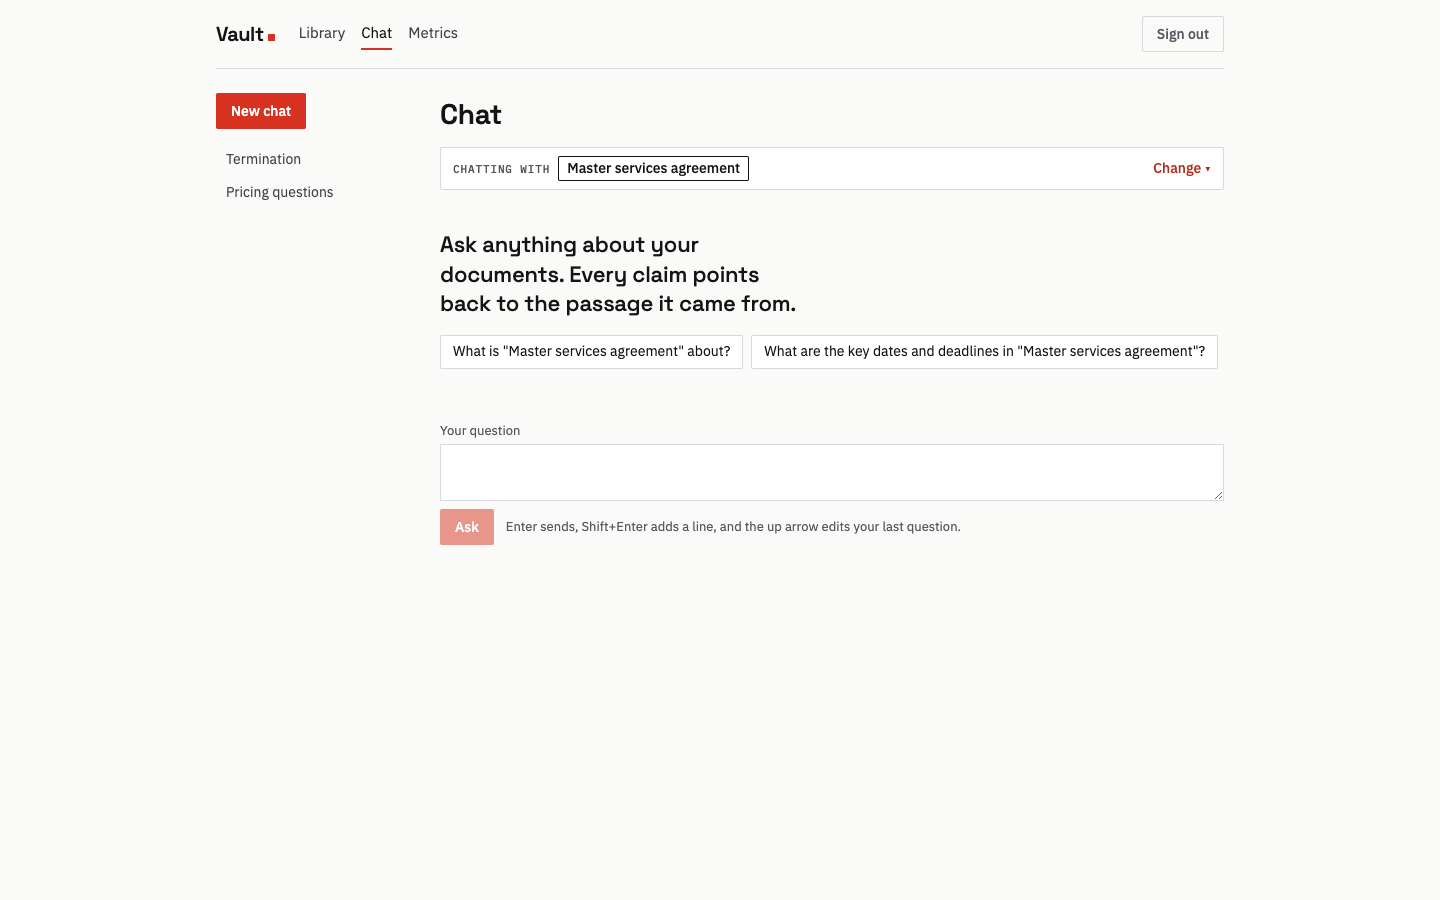 Vault
Library
Chat
Metrics
Sign out
New chat
Termination
Pricing questions
Chat
CHATTING WITH
Master services agreement
Change ▾
Ask anything about your
documents. Every claim points
back to the passage it came from.
What is "Master services agreement" about?
What are the key dates and deadlines in "Master services agreement"?
Your question
Ask
Enter sends, Shift+Enter adds a line, and the up arrow edits your last question.